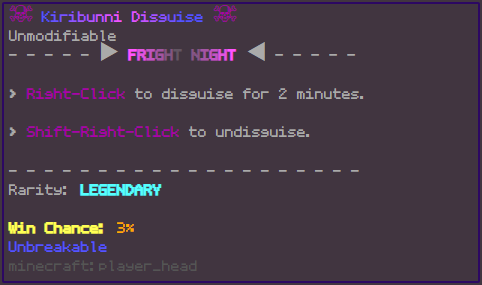 ☠ Kiribunni Disguise ☠
Unmodifiable
- - - - - ▶ FRIGHT NIGHT ◀ - - - - -
> Right-Click to disguise for 2 minutes.
> Shift-Right-Click to undisguise.
- - - - - - - - - - - - - - - - - - - -
Rarity: LEGENDARY
Win Chance: 3%
Unbreakable
minecraft:player_head